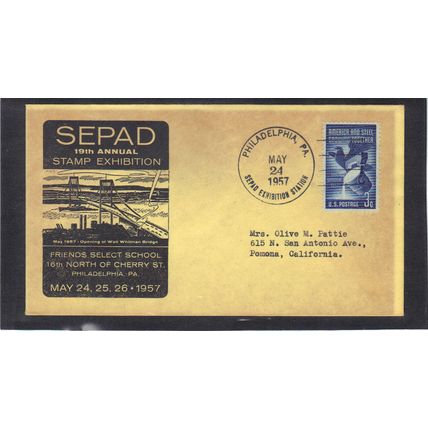 SEPAD
19th ANNUAL
STAMP EXHIBITION
May 1957 - Opening of Walt Whitman Bridge
FRIENDS SELECT SCHOOL
16th NORTH OF CHERRY ST.
PHILADELPHIA, PA.
MAY 24, 25, 26 • 1957
PHILADELPHIA, PA.
MAY
24
1957
SEPAD EXHIBITION STATION
AMERICA AND STEEL
GROWING TOGETHER
U.S. POSTAGE 3¢
Mrs. Olive M. Pattie
615 N. San Antonio Ave.,
Pomona, California.